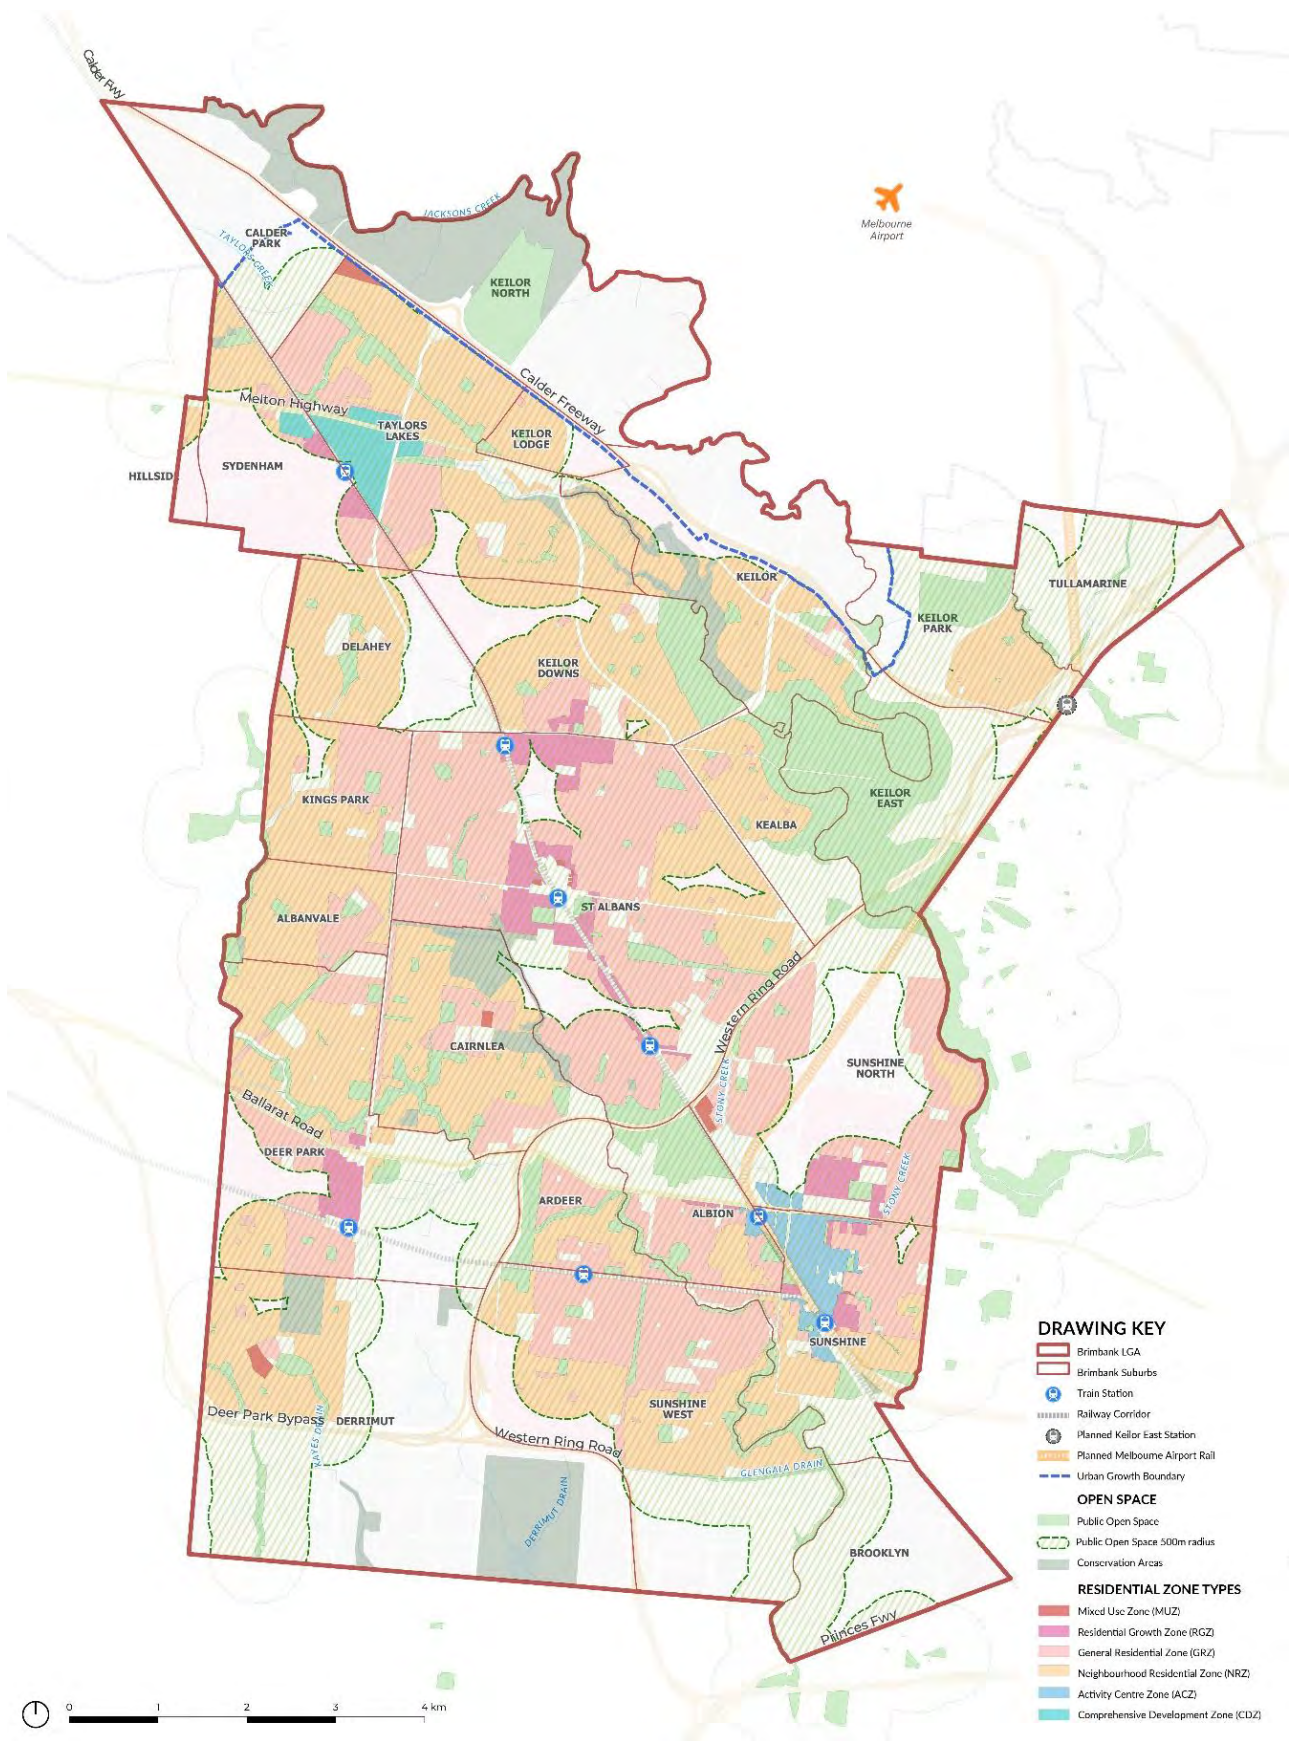 Calder Fwy
JACKSONS CREEK
Melbourne
Airport
CALDER
PARK
TAYLORS CREEK
KEILOR
NORTH
Calder Freeway
Melton Highway
TAYLORS
LAKES
KEILOR
LODGE
HILLSID
SYDENHAM
KEILOR
TULLAMARINE
KEILOR
PARK
DELAHEY
KEILOR
DOWNS
KINGS PARK
KEILOR
EAST
KEALBA
ALBANVALE
ST ALBANS
Western Ring Road
CAIRNLEA
SUNSHINE
NORTH
STONY CREEK
Ballarat Road
DEER PARK
STONY CREEK
ARDEER
ALBION
SUNSHINE
SUNSHINE
WEST
Deer Park Bypass
DERRIMUT
KAYES DRAIN
Western Ring Road
GLENGALA DRAIN
DERRIMUT DRAIN
BROOKLYN
Princes Fwy
DRAWING KEY
Brimbank LGA
Brimbank Suburbs
Train Station
Railway Corridor
Planned Keilor East Station
Planned Melbourne Airport Rail
Urban Growth Boundary
OPEN SPACE
Public Open Space
Public Open Space 500m radius
Conservation Areas
RESIDENTIAL ZONE TYPES
Mixed Use Zone (MUZ)
Residential Growth Zone (RGZ)
General Residential Zone (GRZ)
Neighbourhood Residential Zone (NRZ)
Activity Centre Zone (ACZ)
Comprehensive Development Zone (CDZ)
0 1 2 3 4 km